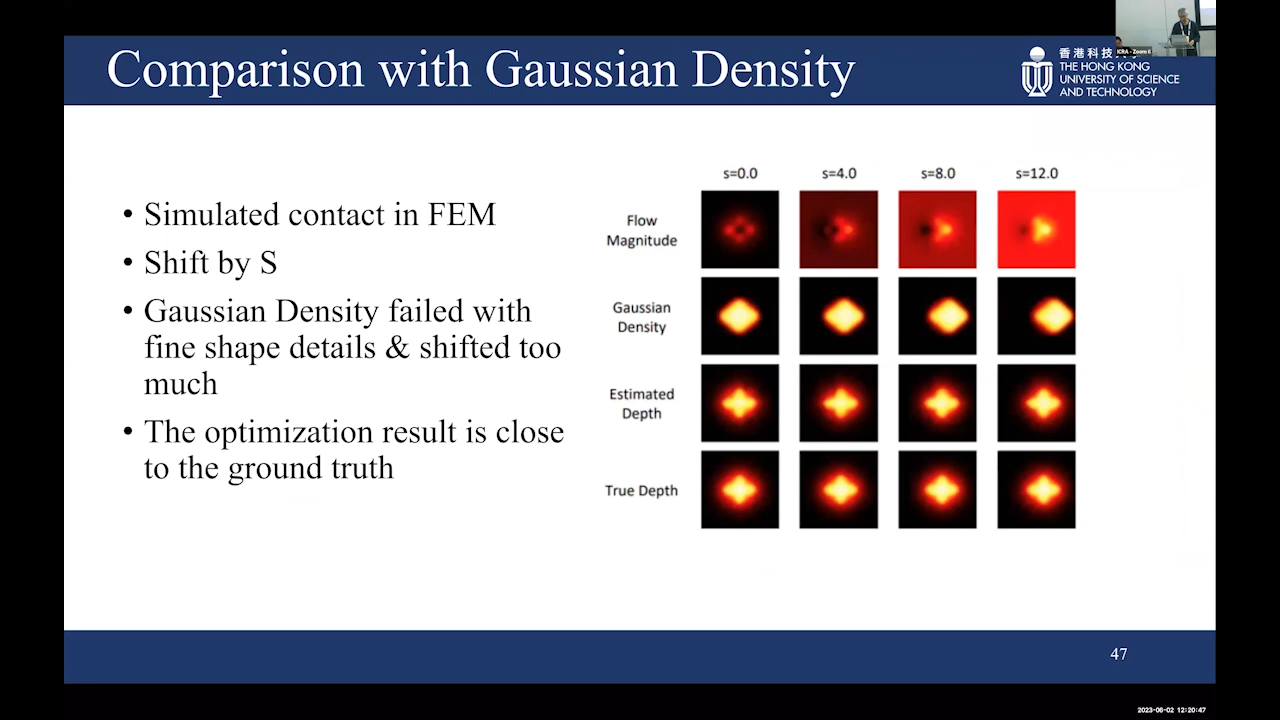 Comparison with Gaussian Density
香港科技
THE HONG KONG
UNIVERSITY OF SCIENCE
AND TECHNOLOGY
ICRA - Zoom 6
• Simulated contact in FEM
• Shift by S
• Gaussian Density failed with
fine shape details & shifted too
much
• The optimization result is close
to the ground truth
s=0.0 s=4.0 s=8.0 s=12.0
Flow
Magnitude
Gaussian
Density
Estimated
Depth
True Depth
47
2023-06-02 12:20:47